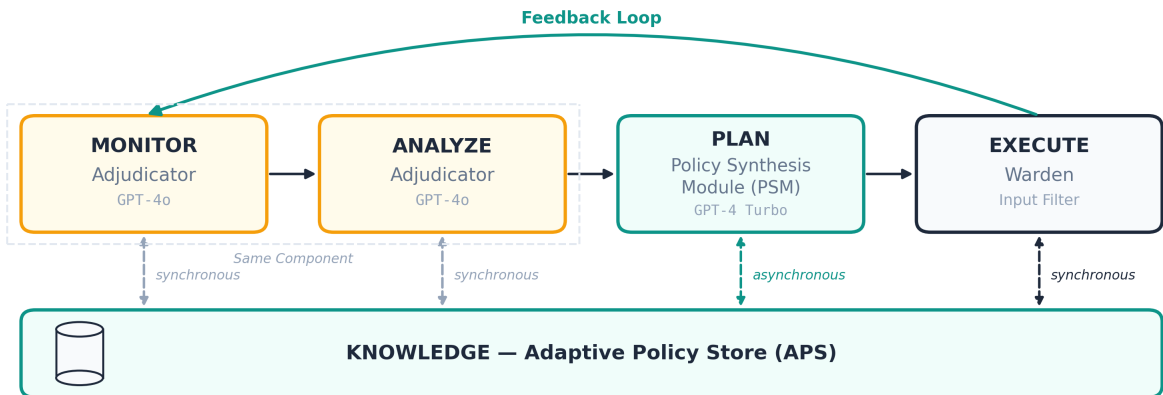 Feedback Loop
MONITOR
Adjudicator
GPT-4o
ANALYZE
Adjudicator
GPT-4o
PLAN
Policy Synthesis
Module (PSM)
GPT-4 Turbo
EXECUTE
Warden
Input Filter
Same Component
synchronous
synchronous
asynchronous
synchronous
KNOWLEDGE — Adaptive Policy Store (APS)